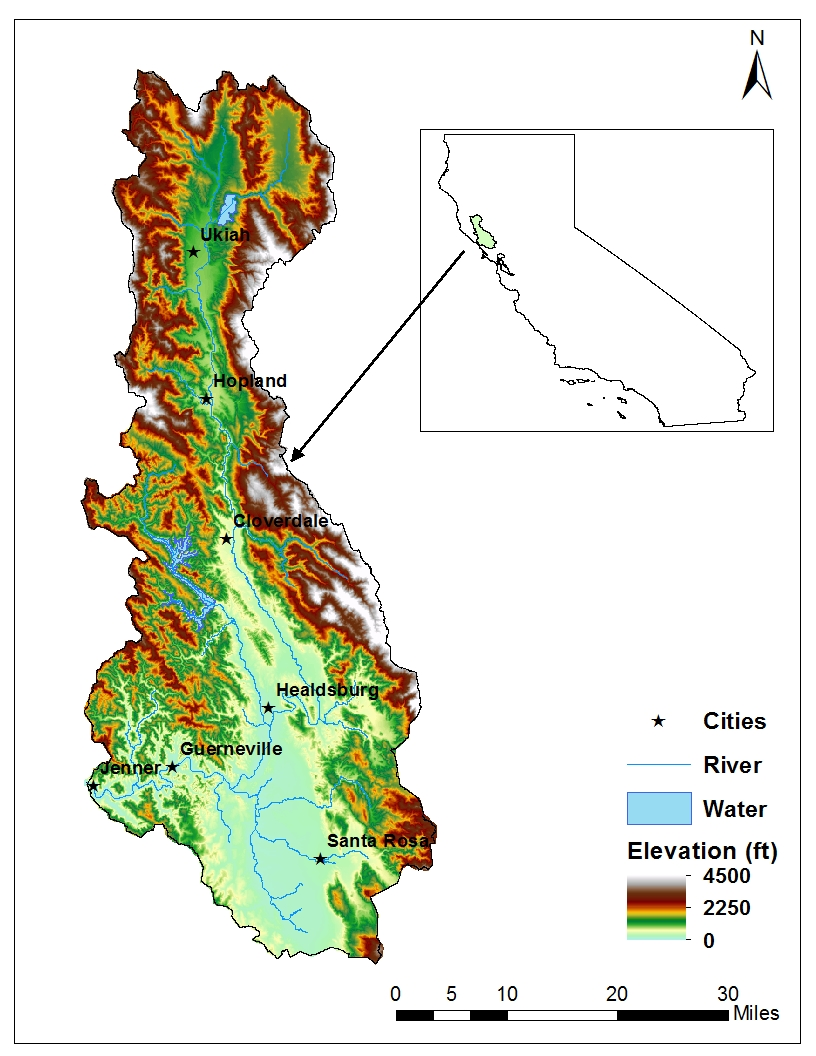 N
Ukiah
Hopland
Cloverdale
Healdsburg
Guerneville
Jenner
Santa Rosa
Cities
River
Water
Elevation (ft)
4500
2250
0
0 5 10 20 30
Miles